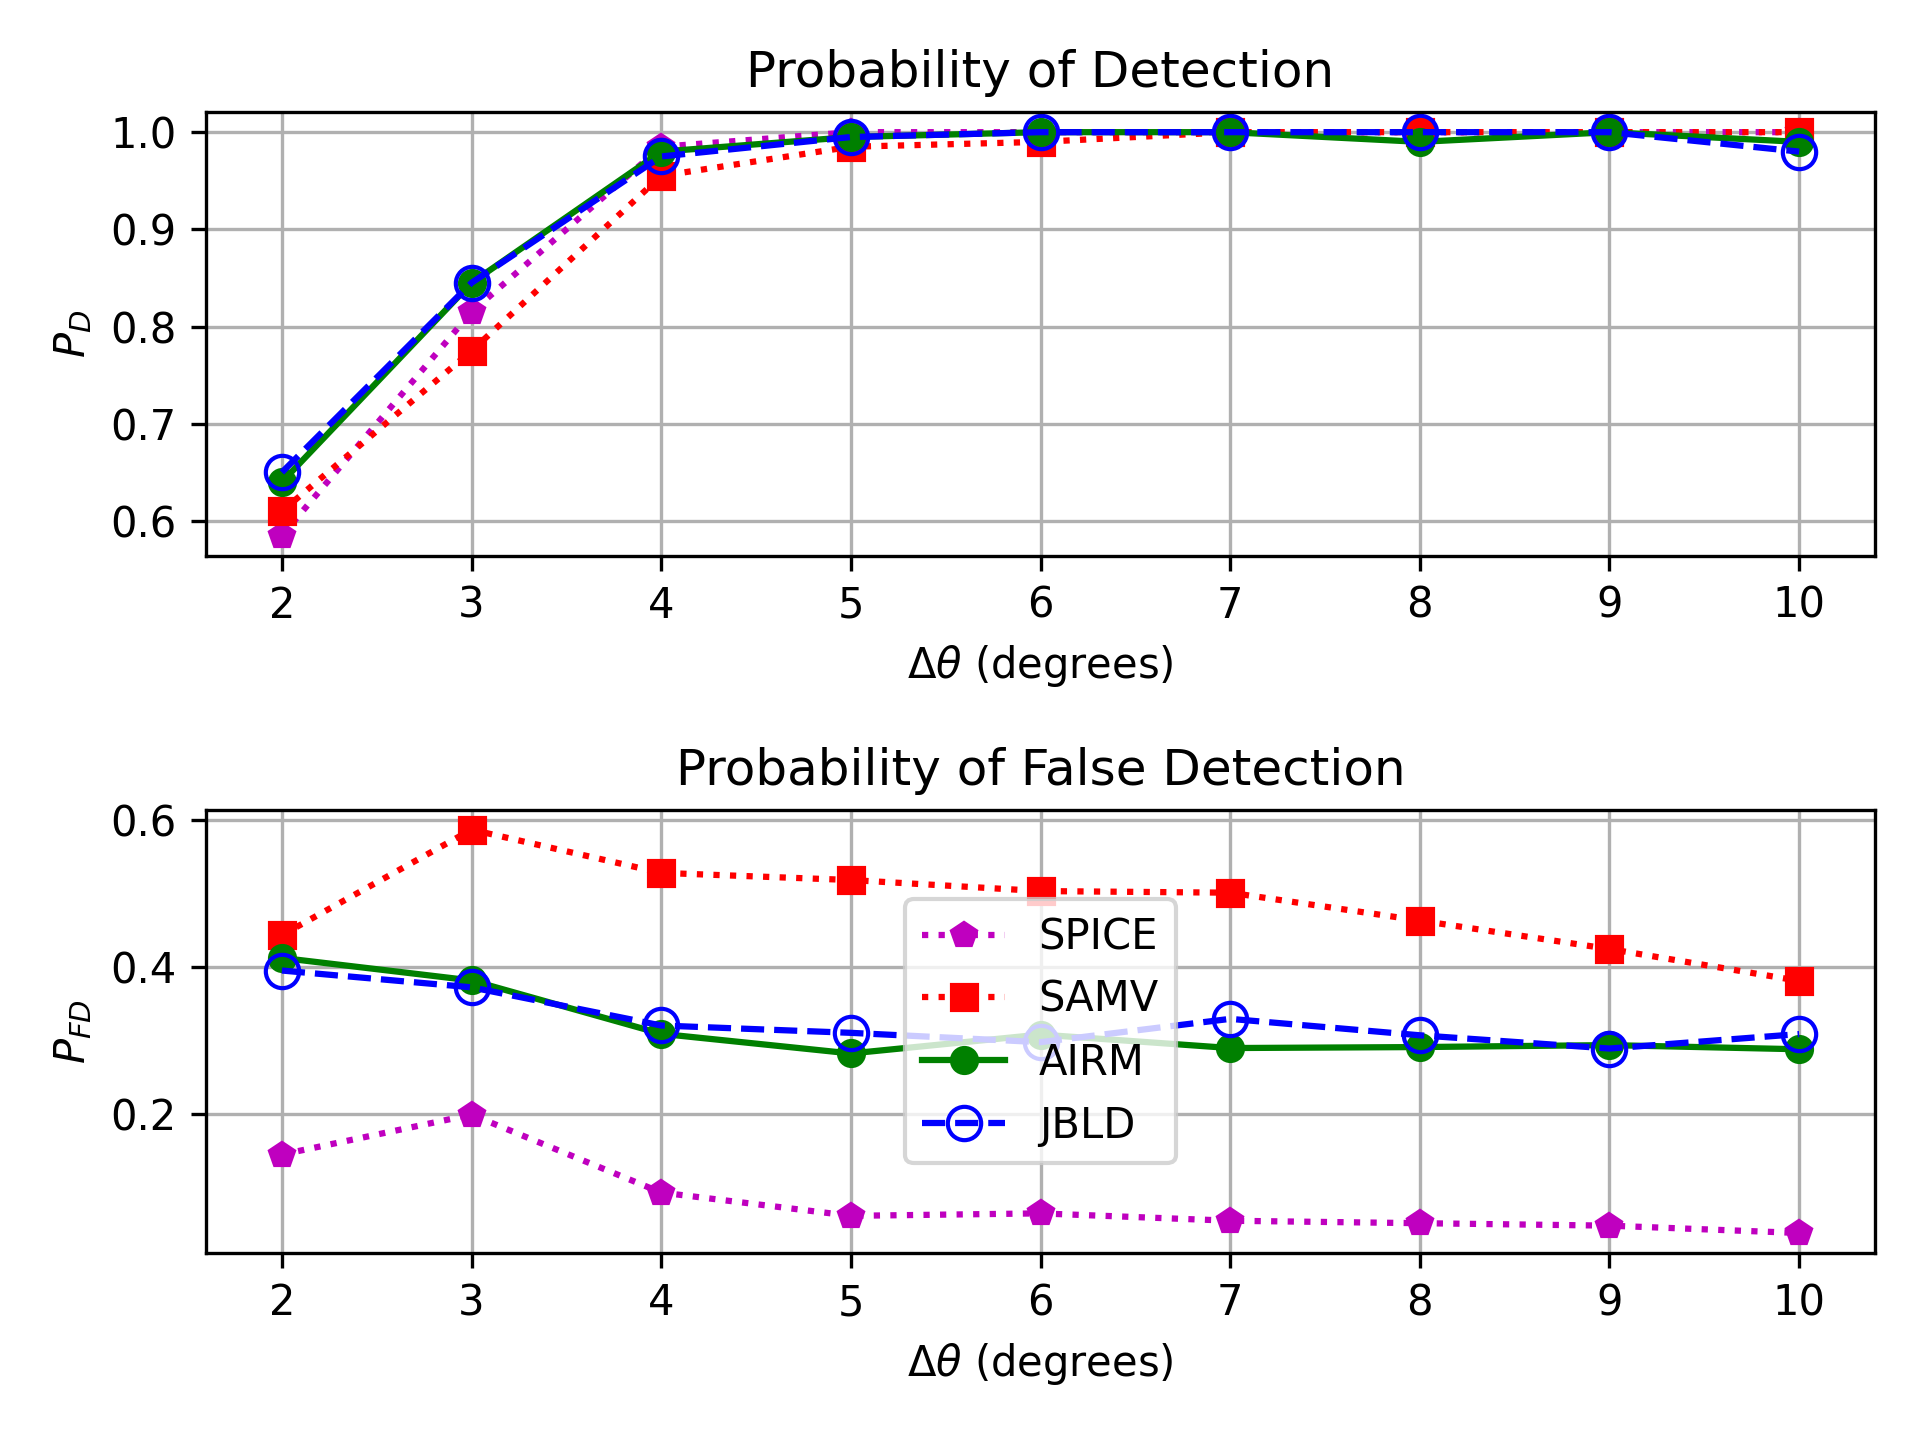 Probability of Detection
1.0
0.9
0.8
0.7
0.6
P_D
2 3 4 5 6 7 8 9 10
Δθ (degrees)
Probability of False Detection
0.6
0.4
0.2
P_FD
SPICE
SAMV
AIRM
JBLD
2 3 4 5 6 7 8 9 10
Δθ (degrees)